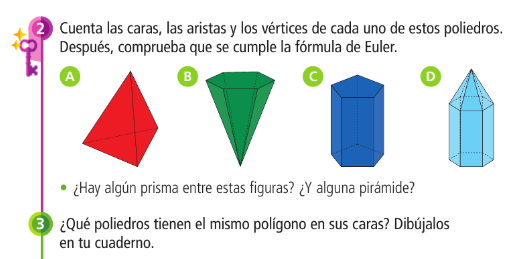 2 Cuenta las caras, las aristas y los vértices de cada uno de estos poliedros.
Después, comprueba que se cumple la fórmula de Euler.
A B C D
• ¿Hay algún prisma entre estas figuras? ¿Y alguna pirámide?
3 ¿Qué poliedros tienen el mismo polígono en sus caras? Dibújalos
en tu cuaderno.